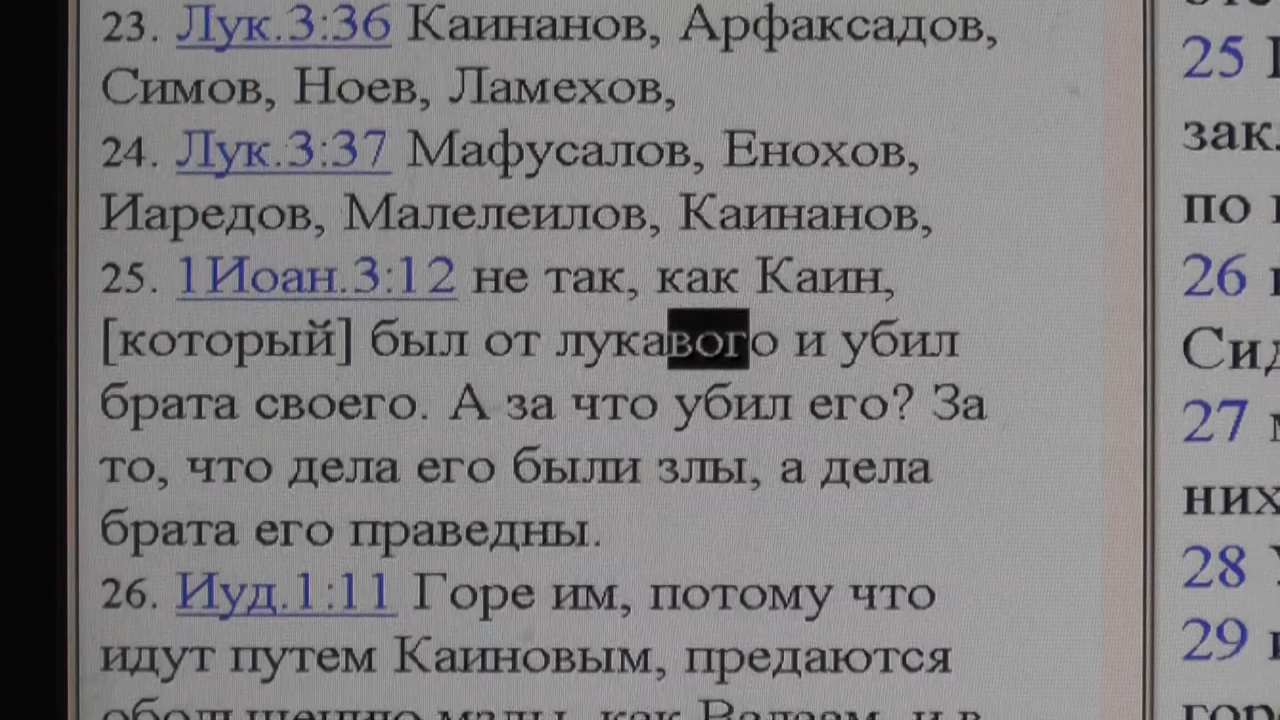 23. Лук.3:36 Каинанов, Арфаксадов,
Симов, Ноев, Ламехов,
24. Лук.3:37 Мафусалов, Енохов,
Иаредов, Малелеилов, Каинанов,
25. 1Иоан.3:12 не так, как Каин,
[который] был от лукавого и убил
брата своего. А за что убил его? За
то, что дела его были злы, а дела
брата его праведны.
26. Иуд.1:11 Горе им, потому что
идут путем Каиновым, предаются
как Валаам, и в
25
зак
по
26
Сид
27
них
28
29
гор